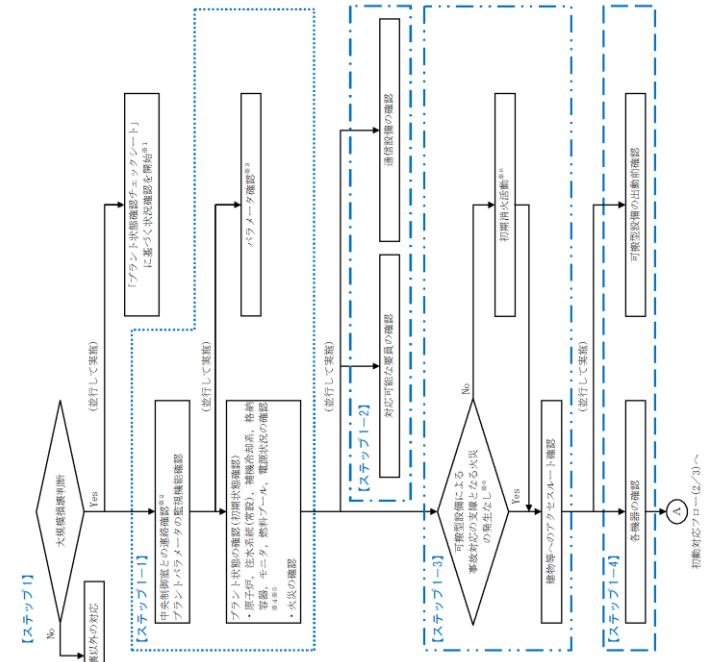 【ステップ1】
大規模損壊判断
No
Yes
模以外の対応
(並行して実施)
「プラント状態確認チェックシート」
に基づく状況確認を開始※1
【ステップ1-1】
中央制御室との連絡確認※2
プラントパラメータの監視機能確認
(並行して実施)
パラメータ確認※3
プラント状態の確認(初期状態確認)
・原子炉, 注水系統(常設), 補機冷却系, 格納
容器, モニタ, 燃料プール, 電源状況の確認
※4※5
・火災の確認
(並行して実施)
【ステップ1-2】
対応可能な要員の確認
通信設備の確認
【ステップ1-3】
可搬型設備による
事故対応の支障となる火災
の発生なし※6
No
初期消火活動※6
Yes
建物等へのアクセスルート確認
(並行して実施)
【ステップ1-4】
各機器の確認
可搬型設備の出動前確認
A
初動対応フロー(2/3)へ